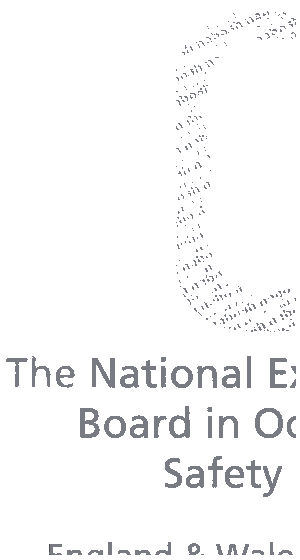 The National Ex
Board in Oc
Safety
England & Wale